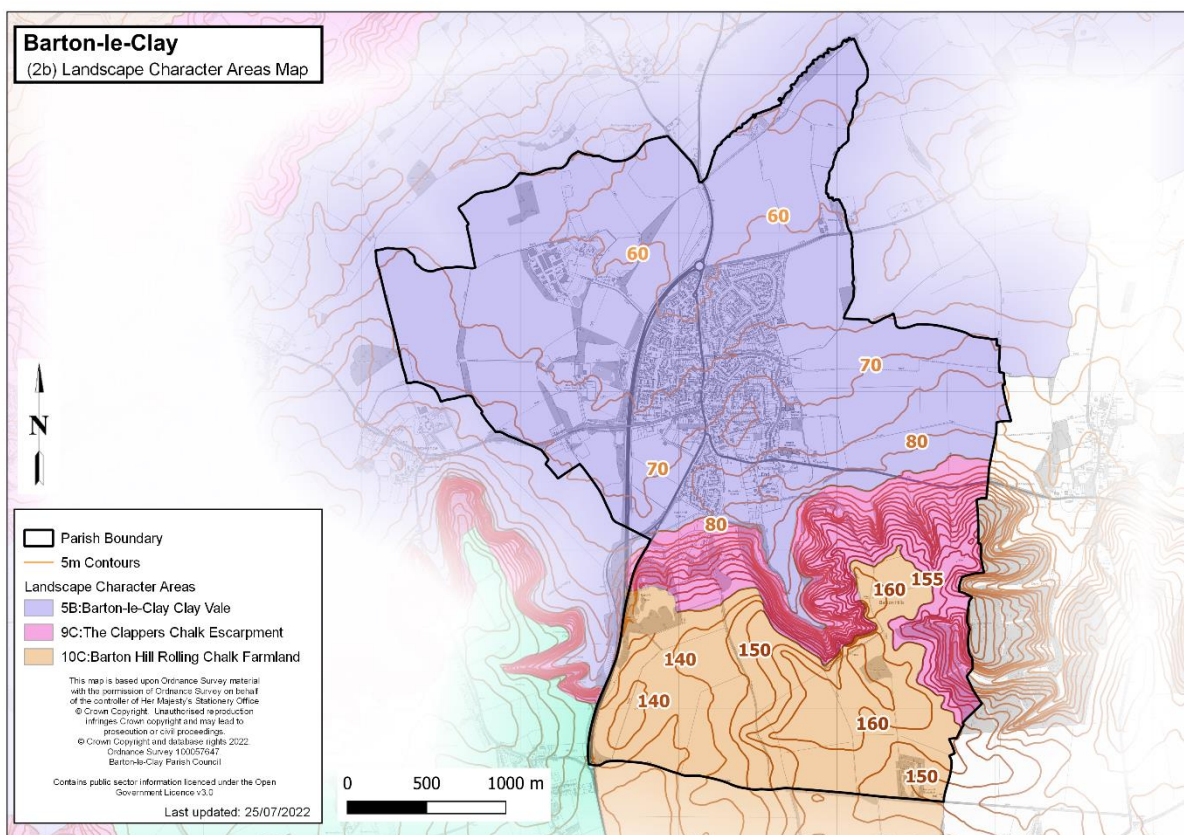 Barton-le-Clay
(2b) Landscape Character Areas Map
60
60
70
80
70
80
155
160
150
140
140
160
150
N
Parish Boundary
5m Contours
Landscape Character Areas
5B:Barton-le-Clay Clay Vale
9C:The Clappers Chalk Escarpment
10C:Barton Hill Rolling Chalk Farmland
This map is based upon Ordnance Survey material
with the permission of Ordnance Survey on behalf
of the controller of Her Majesty's Stationery Office
© Crown Copyright. Unauthorised reproduction
infringes Crown copyright and may lead to
prosecution or civil proceedings.
© Crown Copyright and database rights 2022.
Ordnance Survey 100057647
Barton-le-Clay Parish Council
Contains public sector information licenced under the Open
Government Licence v3.0
Last updated: 25/07/2022
0 500 1000 m